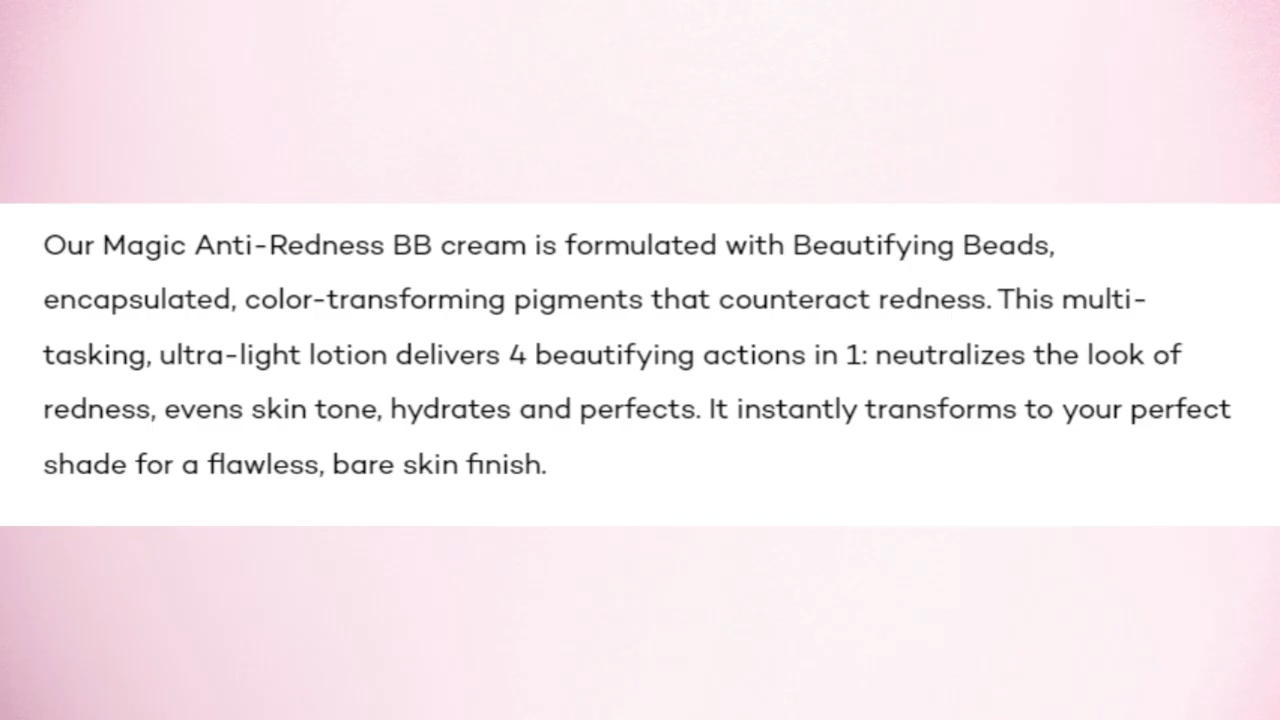 Our Magic Anti-Redness BB cream is formulated with Beautifying Beads,
encapsulated, color-transforming pigments that counteract redness. This multi-
tasking, ultra-light lotion delivers 4 beautifying actions in 1: neutralizes the look of
redness, evens skin tone, hydrates and perfects. It instantly transforms to your perfect
shade for a flawless, bare skin finish.